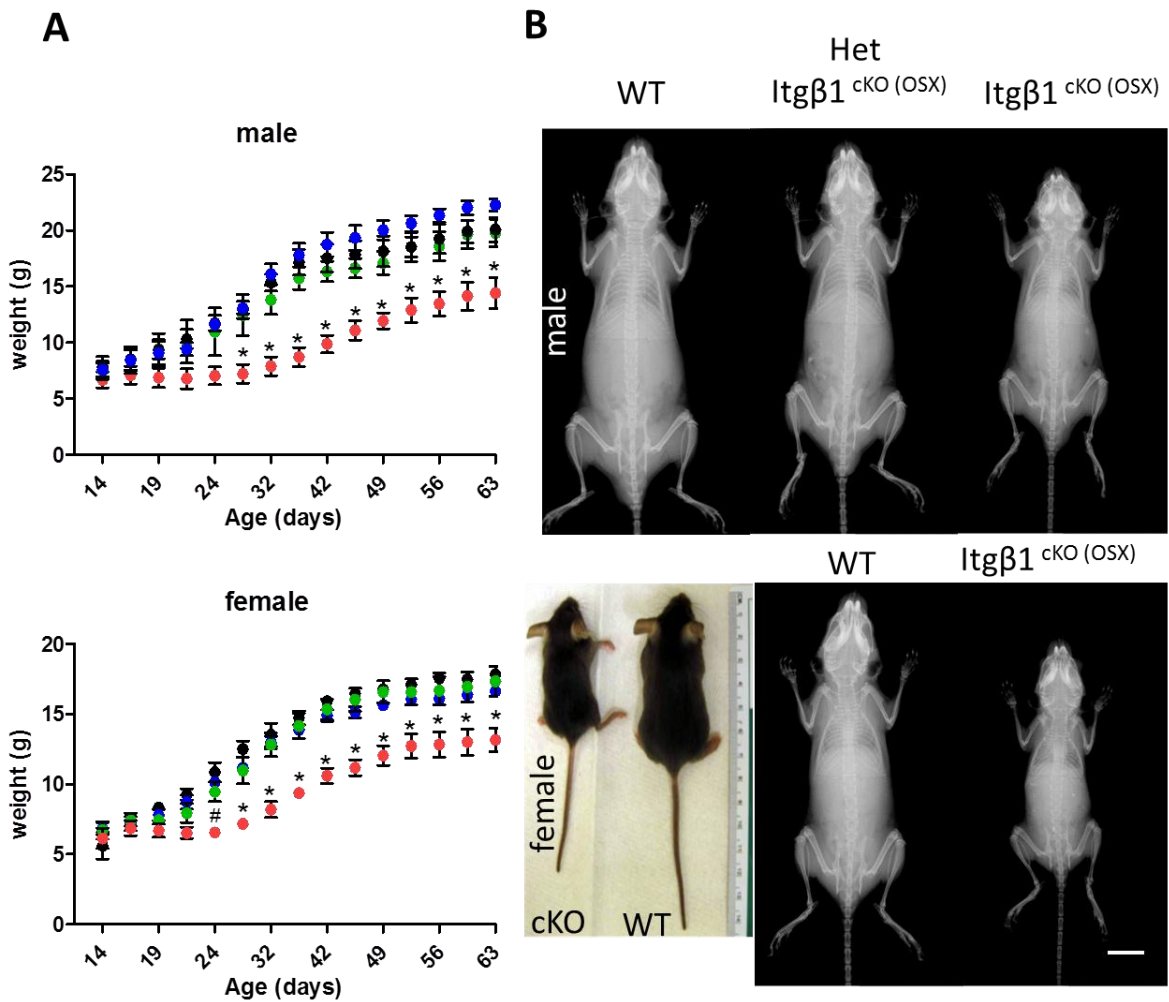 A
male
25
20
15
10
5
0
weight (g)
* * * * * * * * * *
14 19 24 32 42 49 56 63
Age (days)
female
20
15
10
5
0
weight (g)
# * * * * * * * * * *
14 19 24 32 42 49 56 63
Age (days)
B
WT
Het
Itgβ1 cKO (OSX)
Itgβ1 cKO (OSX)
male
WT
Itgβ1 cKO (OSX)
female
cKO WT